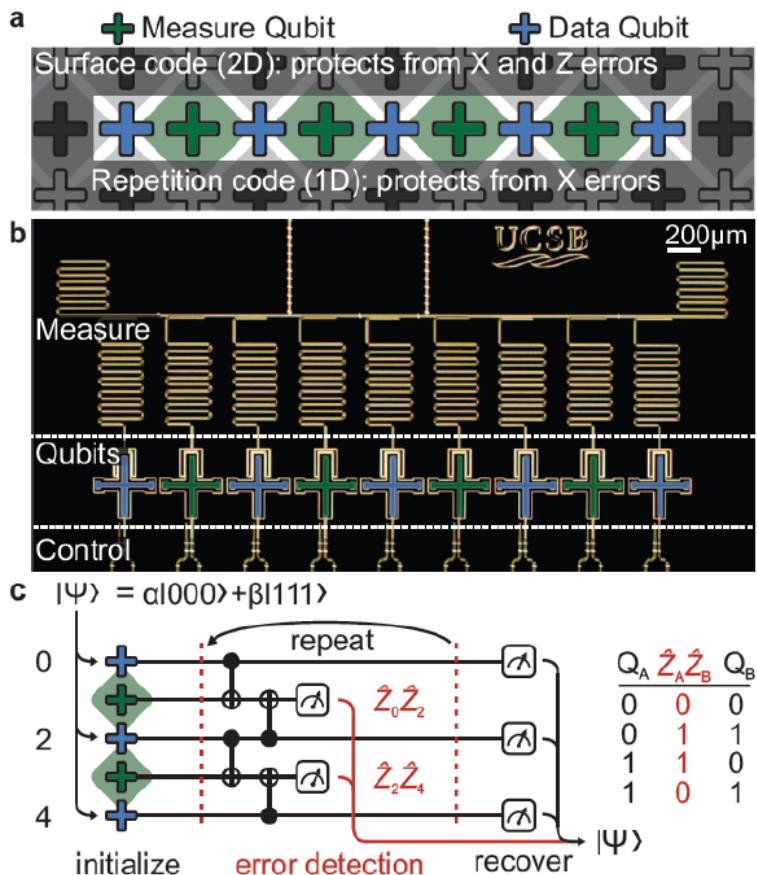 a
Measure Qubit
Data Qubit
Surface code (2D): protects from X and Z errors
Repetition code (1D): protects from X errors
b
UCSB
200μm
Measure
Qubits
Control
c
|Ψ⟩ = α|000⟩+β|111⟩
repeat
0
2
4
Ẑ₀Ẑ₂
Ẑ₂Ẑ₄
Q_A Ẑ_AẐ_B Q_B
0 0 0
0 1 1
1 1 0
1 0 1
|Ψ⟩
initialize
error detection
recover